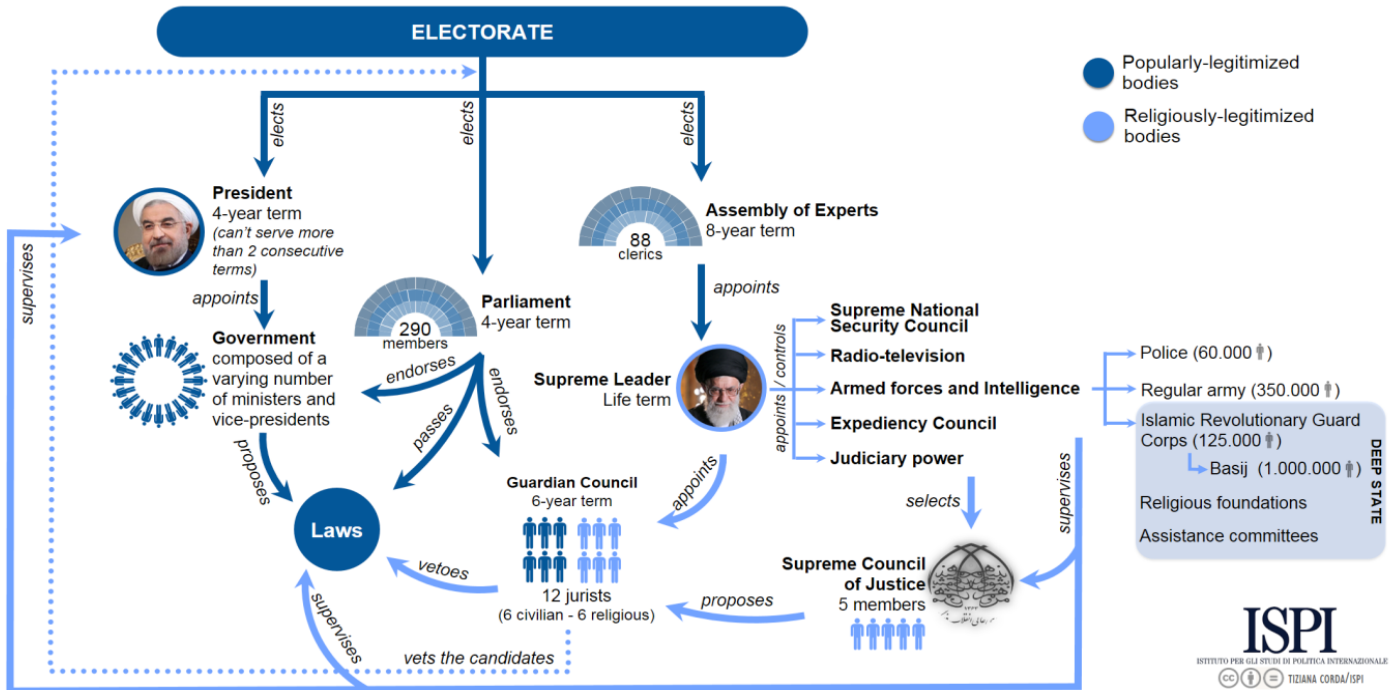 ELECTORATE
Popularly-legitimized
bodies
Religiously-legitimized
bodies
elects
elects
elects
President
4-year term
(can't serve more
than 2 consecutive
terms)
supervises
appoints
Government
composed of a
varying number
of ministers and
vice-presidents
proposes
290
members
Parliament
4-year term
endorses
passes
endorses
88
clerics
Assembly of Experts
8-year term
appoints
Supreme Leader
Life term
appoints / controls
Supreme National
Security Council
Radio-television
Armed forces and Intelligence
Expediency Council
Judiciary power
Police (60.000)
Regular army (350.000)
Islamic Revolutionary Guard
Corps (125.000)
Basij (1.000.000)
Religious foundations
Assistance committees
DEEP STATE
appoints
Guardian Council
6-year term
12 jurists
(6 civilian - 6 religious)
Laws
vetoes
supervises
vets the candidates
selects
supervises
Supreme Council
of Justice
5 members
proposes
ISPI
ISTITUTO PER GLI STUDI DI POLITICA INTERNAZIONALE
cc
TIZIANA CORDA/ISPI